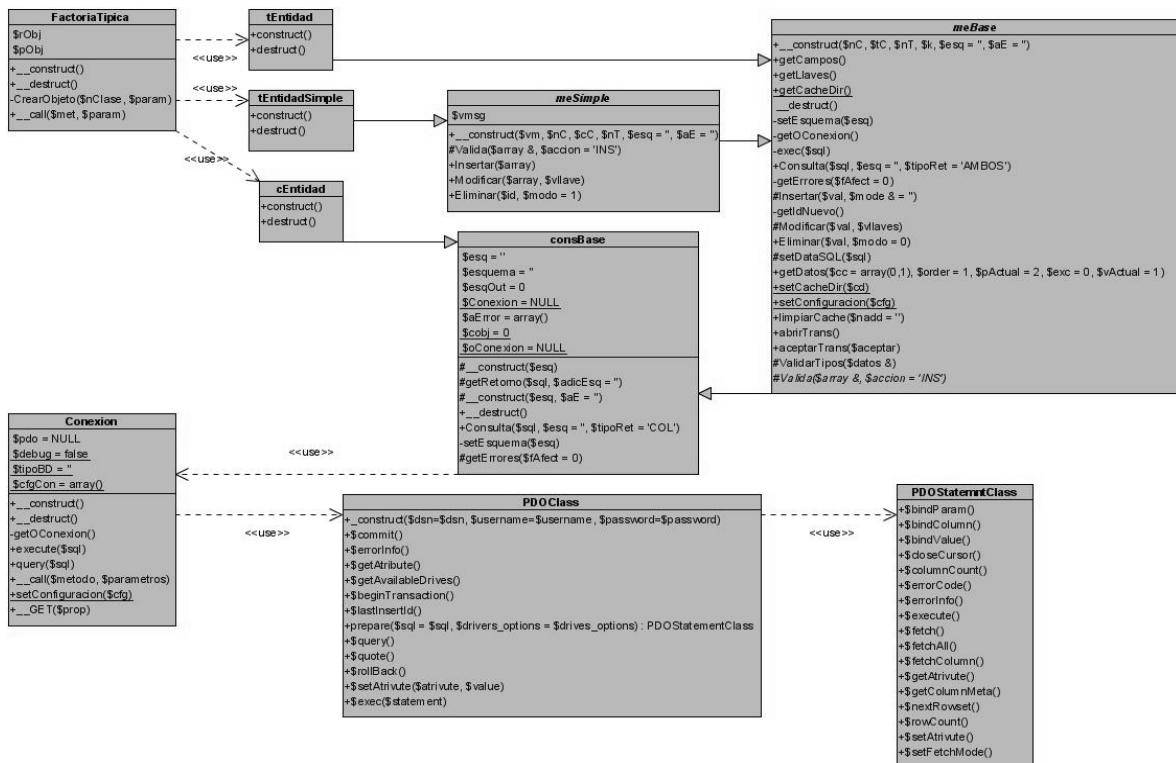 FactoriaTipica
$rObj
$pObj
+__construct()
+__destruct()
-CrearObjeto($nClase, $param)
+__call($met, $param)
<<use>>
<<use>>
<<use>>
tEntidad
+construct()
+destruct()
tEntidadSimple
+construct()
+destruct()
cEntidad
+construct()
+destruct()
meSimple
$vmsg
+__construct($vm, $nC, $cC, $nT, $esq = '', $aE = '')
#Valida($array &, $accion = 'INS')
+Insertar($array)
+Modificar($array, $vllave)
+Eliminar($id, $modo = 1)
meBase
+__construct($nC, $tC, $nT, $k, $esq = '', $aE = '')
+getCampos()
+getLlaves()
+getCacheDir()
__destruct()
-setEsquema($esq)
-getOConexion()
-exec($sql)
+Consulta($sql, $esq = '', $tipoRet = 'AMBOS')
-getErrores($fAfect = 0)
#Insertar($val, $mode & = '')
-getIdNuevo()
#Modificar($val, $vllaves)
+Eliminar($val, $modo = 0)
#setDataSQL($sql)
+getDatos($cc = array(0,1), $order = 1, $pActual = 2, $exc = 0, $vActual = 1)
+setCacheDir($cd)
+setConfiguracion($cfg)
+limpiarCache($nadd = '')
+abrirTrans()
+aceptarTrans($aceptar)
#ValidarTipos($datos &)
#Valida($array &, $accion = 'INS')
consBase
$esq = ''
$esquema = ''
$esqOut = 0
$Conexion = NULL
$aError = array()
$cobj = 0
$oConexion = NULL
#__construct($esq)
#getRetorno($sql, $adicEsq = '')
#__construct($esq, $aE = '')
+__destruct()
+Consulta($sql, $esq = '', $tipoRet = 'COL')
-setEsquema($esq)
#getErrores($fAfect = 0)
<<use>>
Conexion
$pdo = NULL
$debug = false
$tipoBD = ''
$cfgCon = array()
+__construct()
+__destruct()
-getOConexion()
+execute($sql)
+query($sql)
+__call($metodo, $parametros)
+setConfiguracion($cfg)
+__GET($prop)
<<use>>
PDOClass
+_construct($dsn=$dsn, $username=$username, $password=$password)
+$commit()
+$errorInfo()
+$getAtribute()
+$getAvailableDrives()
+$beginTransaction()
+$lastInsertId()
+prepare($sql = $sql, $drivers_options = $drives_options) : PDOStatementClass
+$query()
+$quote()
+$rollBack()
+$setAtrivute($atrivute, $value)
+$exec($statement)
<<use>>
PDOStatemntClass
+$bindParam()
+$bindColumn()
+$bindValue()
+$closeCursor()
+$columnCount()
+$errorCode()
+$errorInfo()
+$execute()
+$fetch()
+$fetchAll()
+$fetchColumn()
+$getAtrivute()
+$getColumnMeta()
+$nextRowset()
+$rowCount()
+$setAtrivute()
+$setFetchMode()